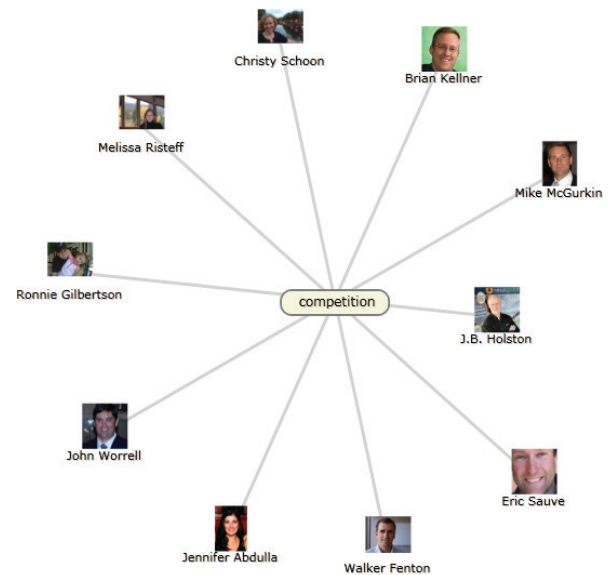 Christy Schoon
Brian Kellner
Melissa Risteff
Mike McGurkin
Ronnie Gilbertson
competition
J.B. Holston
John Worrell
Eric Sauve
Jennifer Abdulla
Walker Fenton